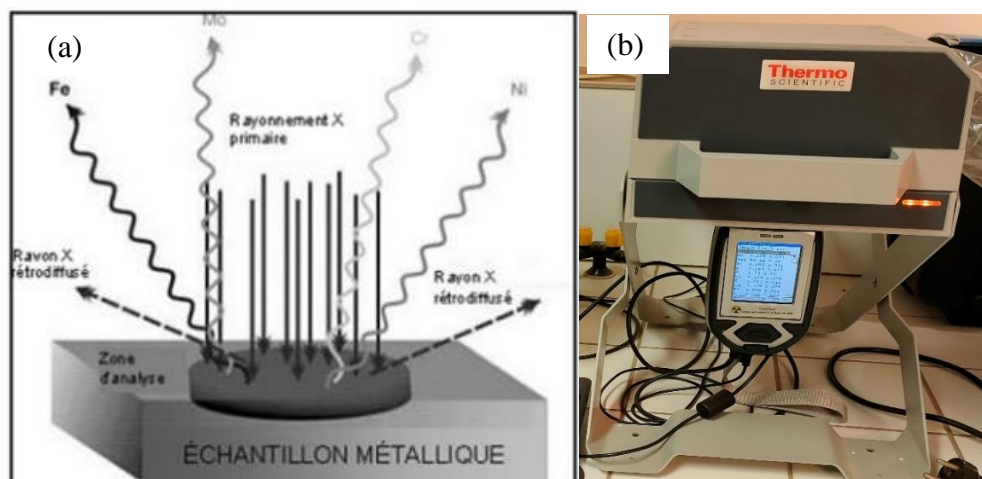 (a)
Mo
Cr
Fe
Ni
Rayonnement X
primaire
Rayon X
rétrodiffusé
Rayon X
rétrodiffusé
Zone
d'analyse
ÉCHANTILLON MÉTALLIQUE
(b)
Thermo
SCIENTIFIC